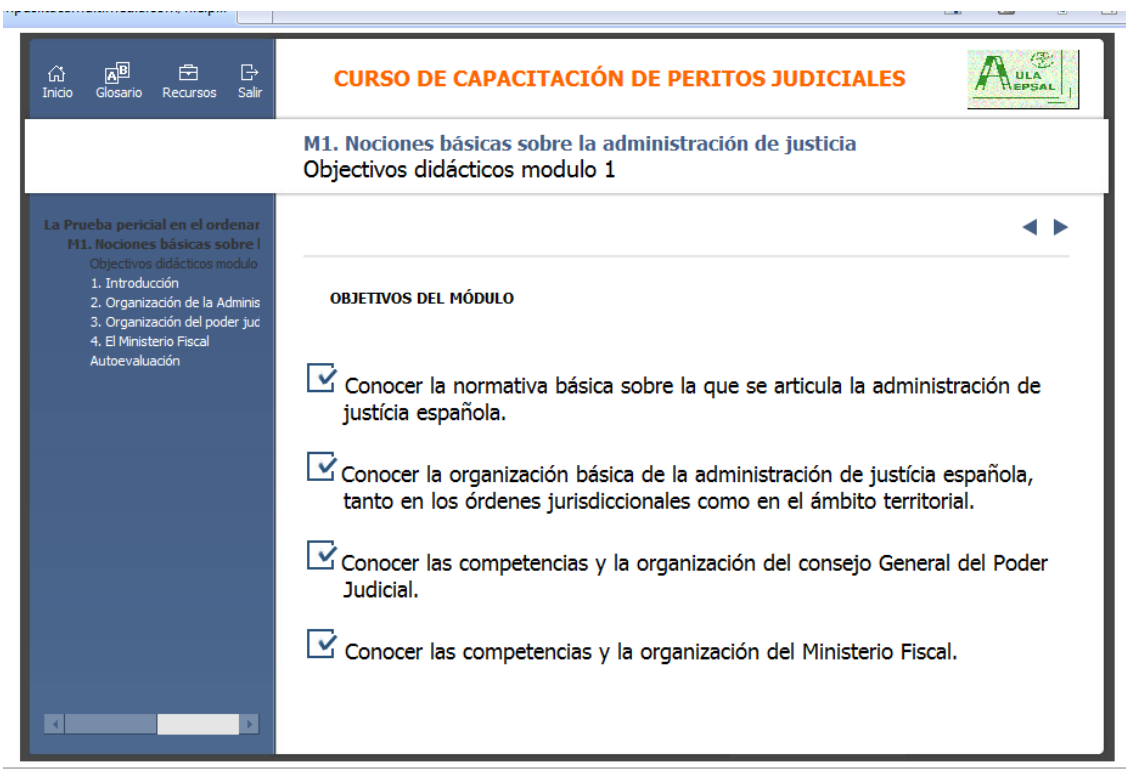 Inicio Glosario Recursos Salir
CURSO DE CAPACITACIÓN DE PERITOS JUDICIALES
AULA
AEPSAL
M1. Nociones básicas sobre la administración de justicia
Objectivos didácticos modulo 1
La Prueba pericial en el ordenar
M1. Nociones básicas sobre l
Objectivos didácticos modulo
1. Introducción
2. Organización de la Adminis
3. Organización del poder jud
4. El Ministerio Fiscal
Autoevaluación
OBJETIVOS DEL MÓDULO
Conocer la normativa básica sobre la que se articula la administración de
justícia española.
Conocer la organización básica de la administración de justícia española,
tanto en los órdenes jurisdiccionales como en el ámbito territorial.
Conocer las competencias y la organización del consejo General del Poder
Judicial.
Conocer las competencias y la organización del Ministerio Fiscal.